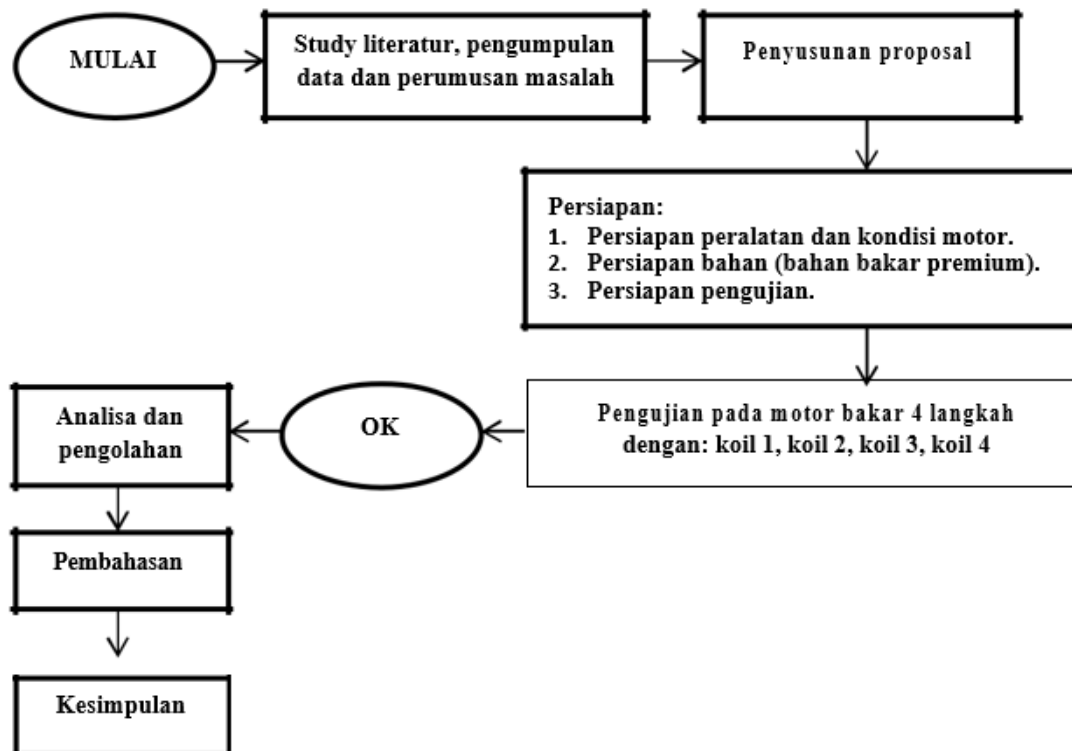 MULAI
Study literatur, pengumpulan
data dan perumusan masalah
Penyusunan proposal
Persiapan:
1. Persiapan peralatan dan kondisi motor.
2. Persiapan bahan (bahan bakar premium).
3. Persiapan pengujian.
Pengujian pada motor bakar 4 langkah
dengan: koil 1, koil 2, koil 3, koil 4
OK
Analisa dan
pengolahan
Pembahasan
Kesimpulan